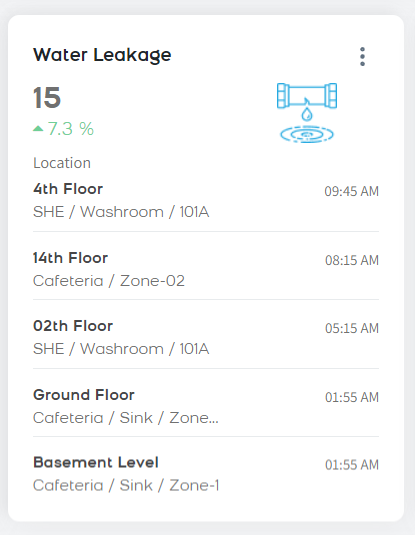 Water Leakage
15
7.3 %
Location
4th Floor
09:45 AM
SHE / Washroom / 101A
14th Floor
08:15 AM
Cafeteria / Zone-02
02th Floor
05:15 AM
SHE / Washroom / 101A
Ground Floor
01:55 AM
Cafeteria / Sink / Zone...
Basement Level
01:55 AM
Cafeteria / Sink / Zone-1